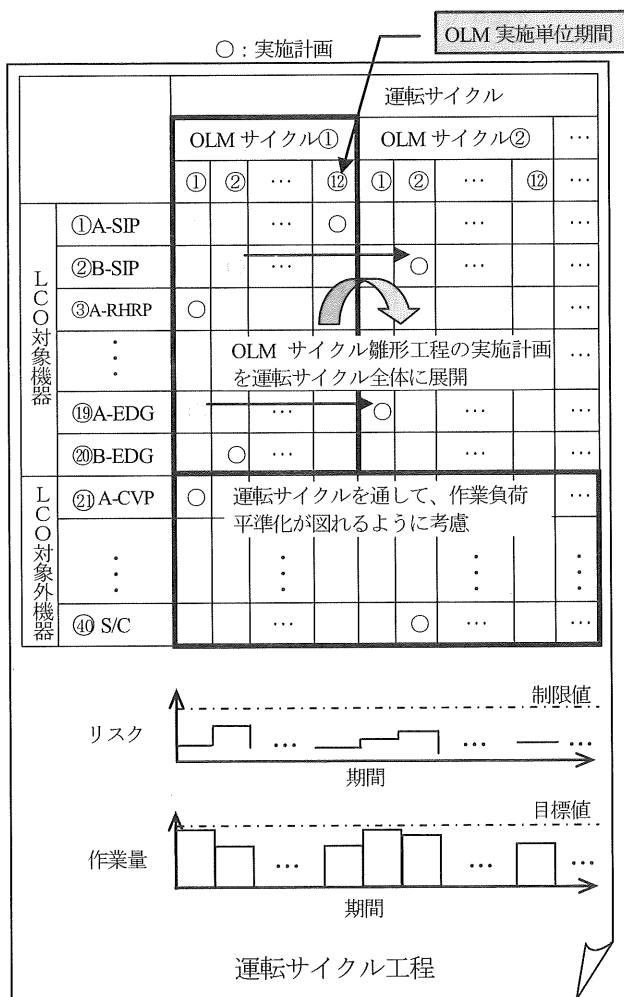 OLM 実施単位期間
○：実施計画
運転サイクル
OLM サイクル① OLM サイクル② …
① ② … ⑫ ① ② … ⑫ …
LCO対象機器
①A-SIP … ○ … …
②B-SIP … ○ … …
③A-RHRP ○ …
⋮
OLM サイクル雛形工程の実施計画
を運転サイクル全体に展開
…
⑲A-EDG … ○ … …
⑳B-EDG ○ … … …
LCO対象外機器
㉑A-CVP ○ …
運転サイクルを通して、作業負荷
平準化が図れるように考慮
⋮ ⋮ ⋮ ⋮
㊵ S/C … ○ … …
制限値
リスク
… … …
期間
目標値
作業量
… … …
期間
運転サイクル工程